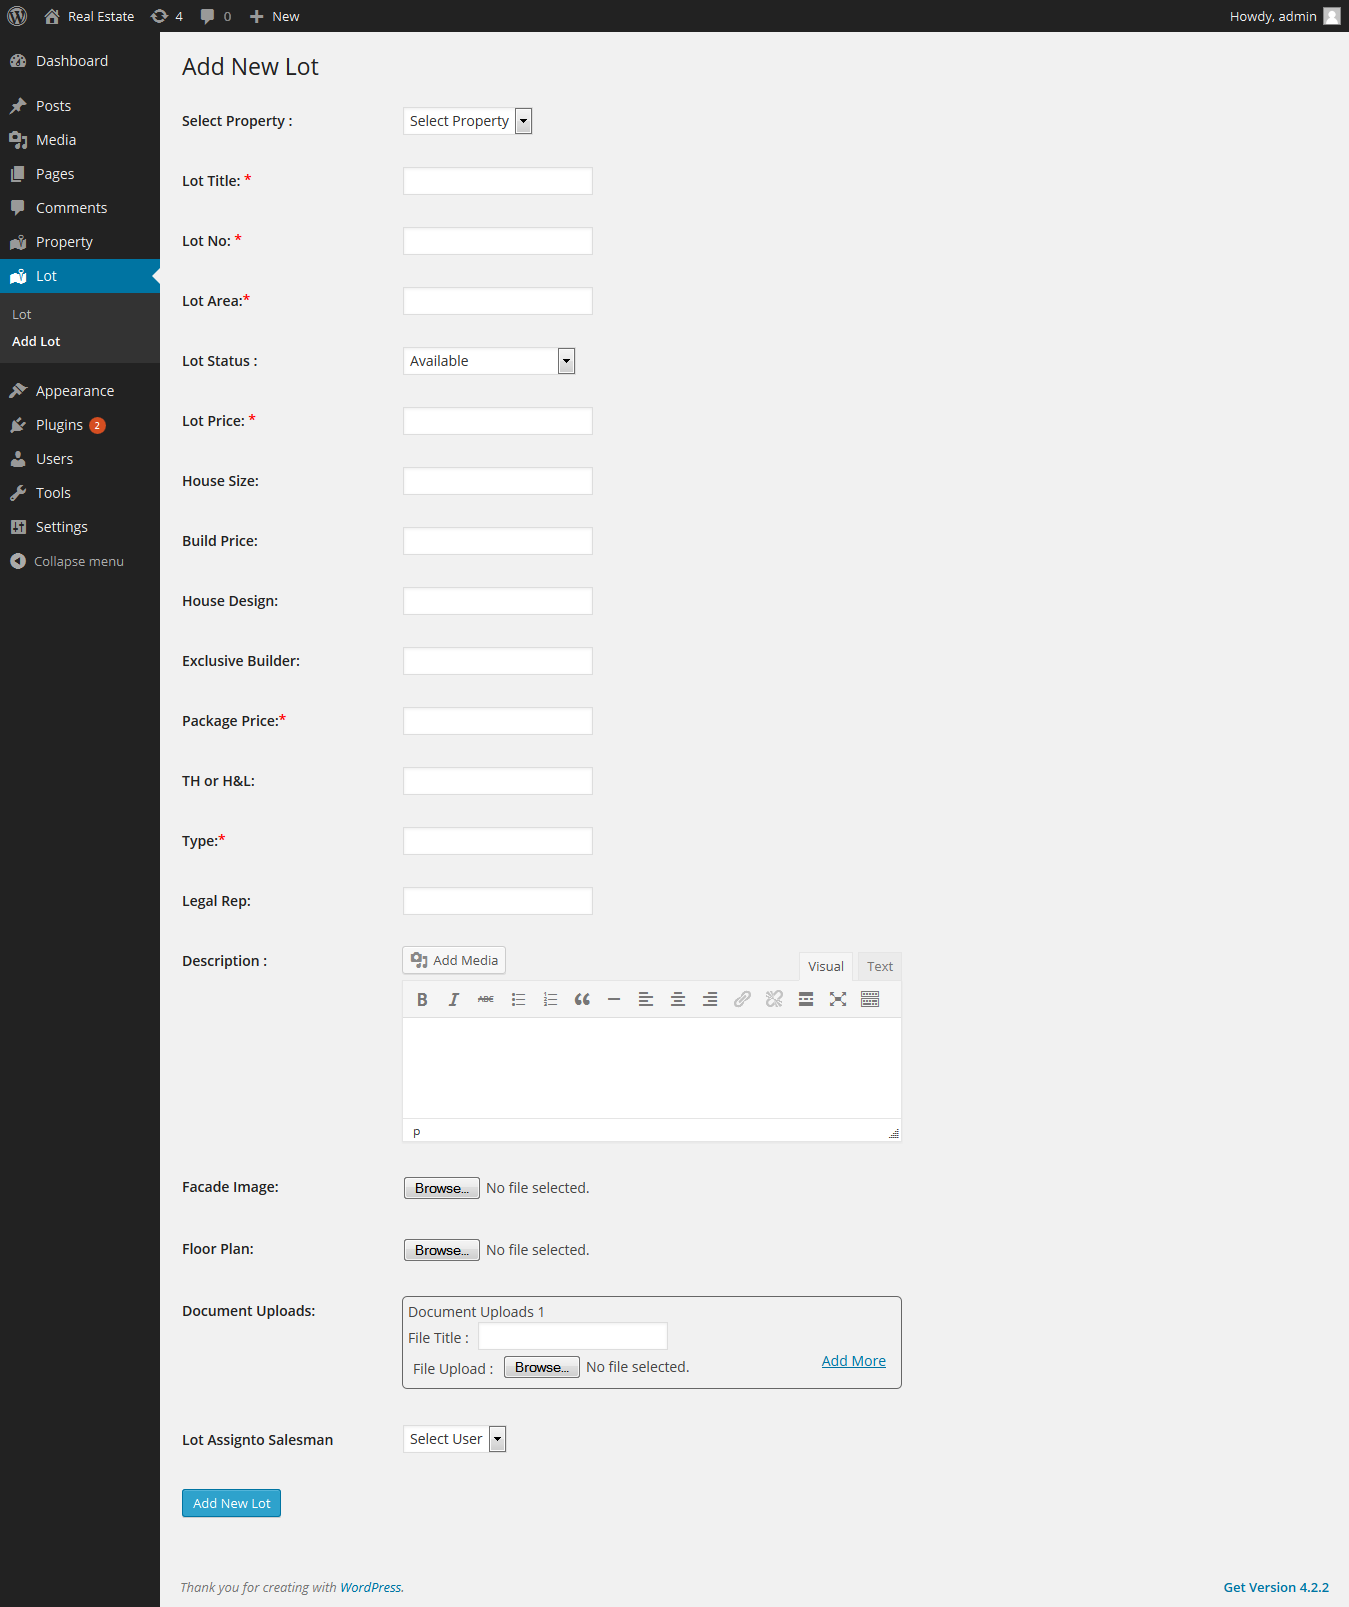 Real Estate 4 0 New Howdy, admin
Dashboard
Posts
Media
Pages
Comments
Property
Lot
Lot
Add Lot
Appearance
Plugins 2
Users
Tools
Settings
Collapse menu
Add New Lot
Select Property : Select Property
Lot Title: *
Lot No: *
Lot Area:*
Lot Status : Available
Lot Price: *
House Size:
Build Price:
House Design:
Exclusive Builder:
Package Price:*
TH or H&L:
Type:*
Legal Rep:
Description : Add Media Visual Text
B I ABC
p
Facade Image: Browse... No file selected.
Floor Plan: Browse... No file selected.
Document Uploads: Document Uploads 1
File Title :
File Upload : Browse... No file selected. Add More
Lot Assignto Salesman Select User
Add New Lot
Thank you for creating with WordPress. Get Version 4.2.2